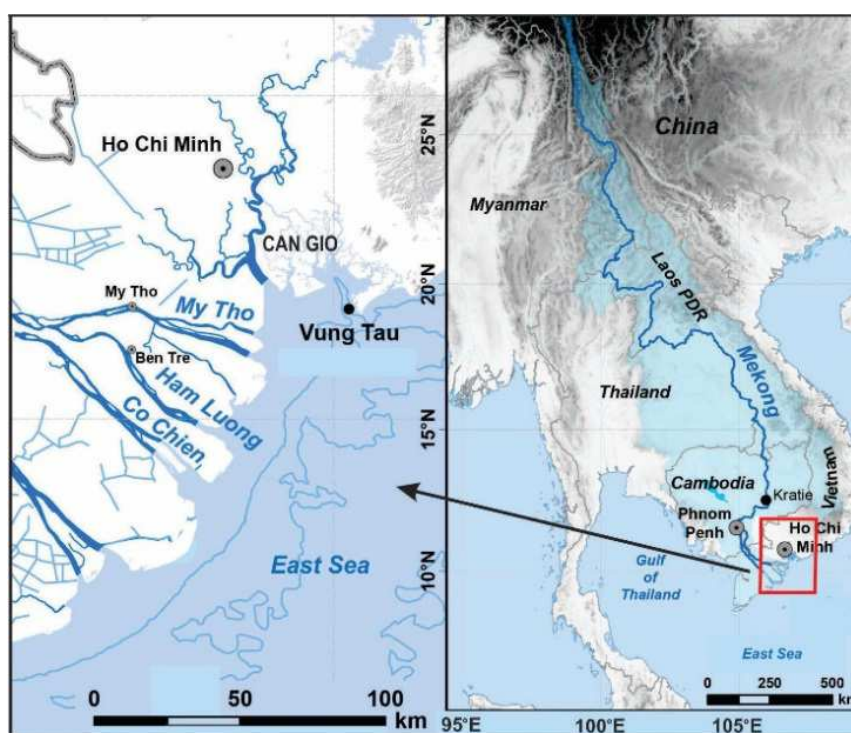 Ho Chi Minh
CAN GIO
My Tho
My Tho
Vung Tau
Ben Tre
Ham Luong
Co Chien,
East Sea
0 50 100
km
25°N
20°N
15°N
10°N
China
Myanmar
Laos PDR
Mekong
Thailand
Vietnam
Cambodia
Kratie
Phnom
Penh
Ho Chi
Minh
Gulf
of
Thailand
East Sea
0 250 500
km
95°E 100°E 105°E